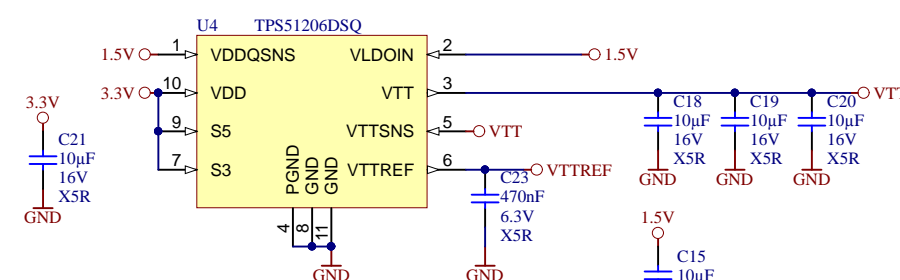 U4 TPS51206DSQ
1.5V 1 VDDQSNS VLDOIN 2 1.5V
3.3V 10 VDD VTT 3 VTT
9 S5 VTTSNS 5 VTT
7 S3 VTTREF 6 VTTREF
PGND GND GND
4 8 11
GND
3.3V
C21
10µF
16V
X5R
GND
C23
470nF
6.3V
X5R
GND
C18
10µF
16V
X5R
GND
C19
10µF
16V
X5R
GND
C20
10µF
16V
X5R
GND
1.5V
C15
10µF